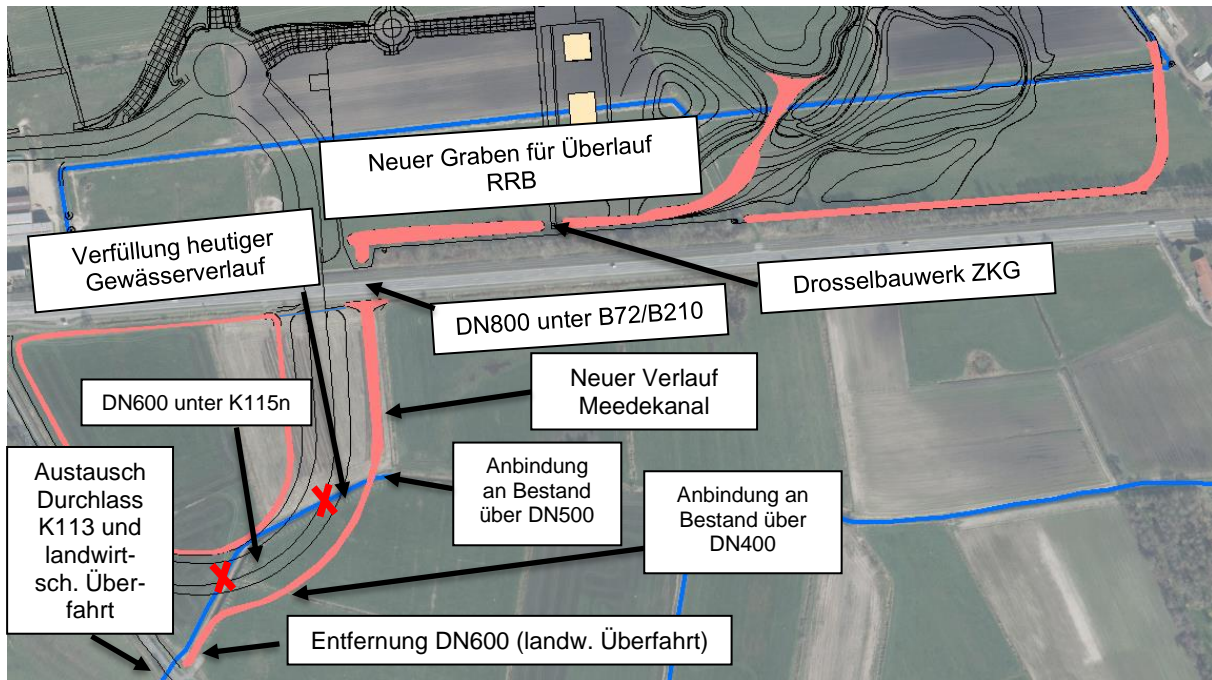 Neuer Graben für Überlauf
RRB
Verfüllung heutiger
Gewässerverlauf
Drosselbauwerk ZKG
DN800 unter B72/B210
Neuer Verlauf
Meedekanal
DN600 unter K115n
Austausch
Durchlass
K113 und
landwirt-
sch. Über-
fahrt
Anbindung
an Bestand
über DN500
Anbindung an
Bestand über
DN400
Entfernung DN600 (landw. Überfahrt)